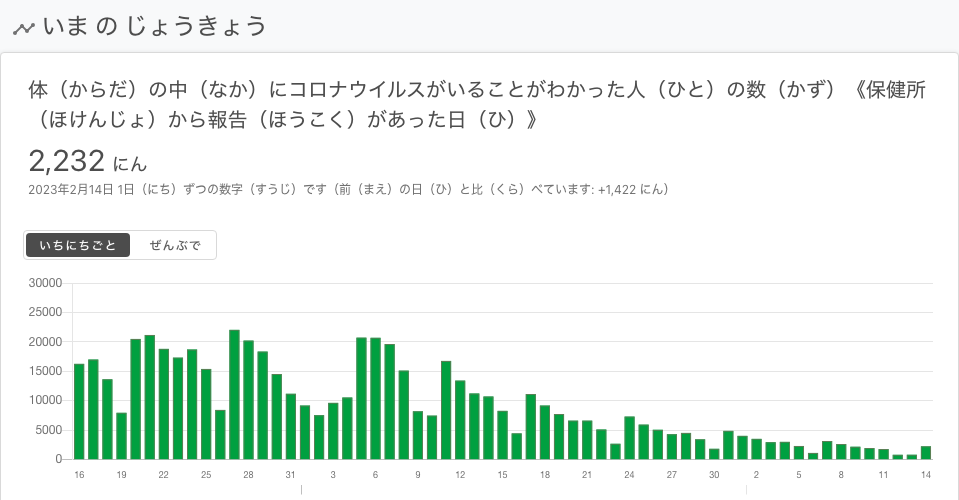 いま の じょうきょう
体（からだ）の中（なか）にコロナウイルスがいることがわかった人（ひと）の数（かず）《保健所
（ほけんじょ）から報告（ほうこく）があった日（ひ）》
2,232 にん
2023年2月14日 1日（にち）ずつの数字（すうじ）です（前（まえ）の日（ひ）と比（くら）べています: +1,422 にん）
いちにちごと ぜんぶで
30000
25000
20000
15000
10000
5000
0
16 19 22 25 28 31 3 6 9 12 15 18 21 24 27 30 2 5 8 11 14